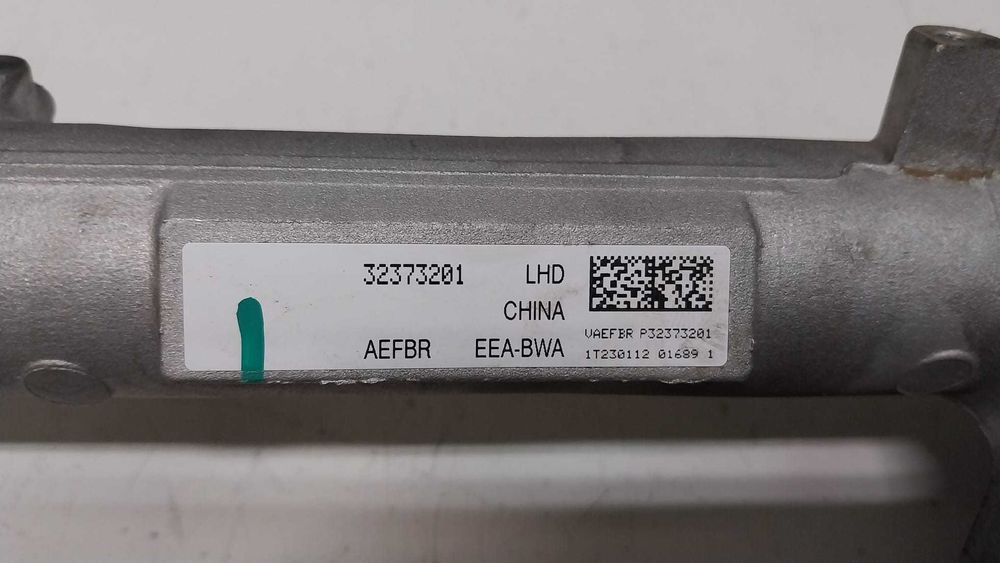 32373201 LHD
CHINA
AEFBR EEA-BWA
VAEFBR P32373201
1T230112 01689 1